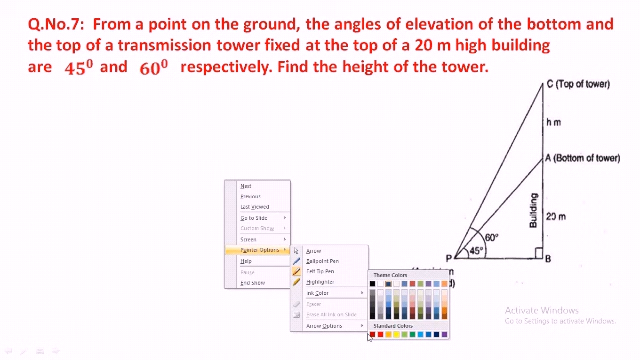 Q.No.7: From a point on the ground, the angles of elevation of the bottom and
the top of a transmission tower fixed at the top of a 20 m high building
are 45⁰ and 60⁰ respectively. Find the height of the tower.
C (Top of tower)
h m
A (Bottom of tower)
Building
20 m
60°
45°
P
B
Next
Previous
Last Viewed
Go to Slide
Custom Show
Screen
Pointer Options
Help
Pause
End Show
Arrow
Ballpoint Pen
Felt Tip Pen
Highlighter
Ink Color
Eraser
Erase All Ink on Slide
Arrow Options
Theme Colors
Standard Colors
Activate Windows
Go to Settings to activate Windows.